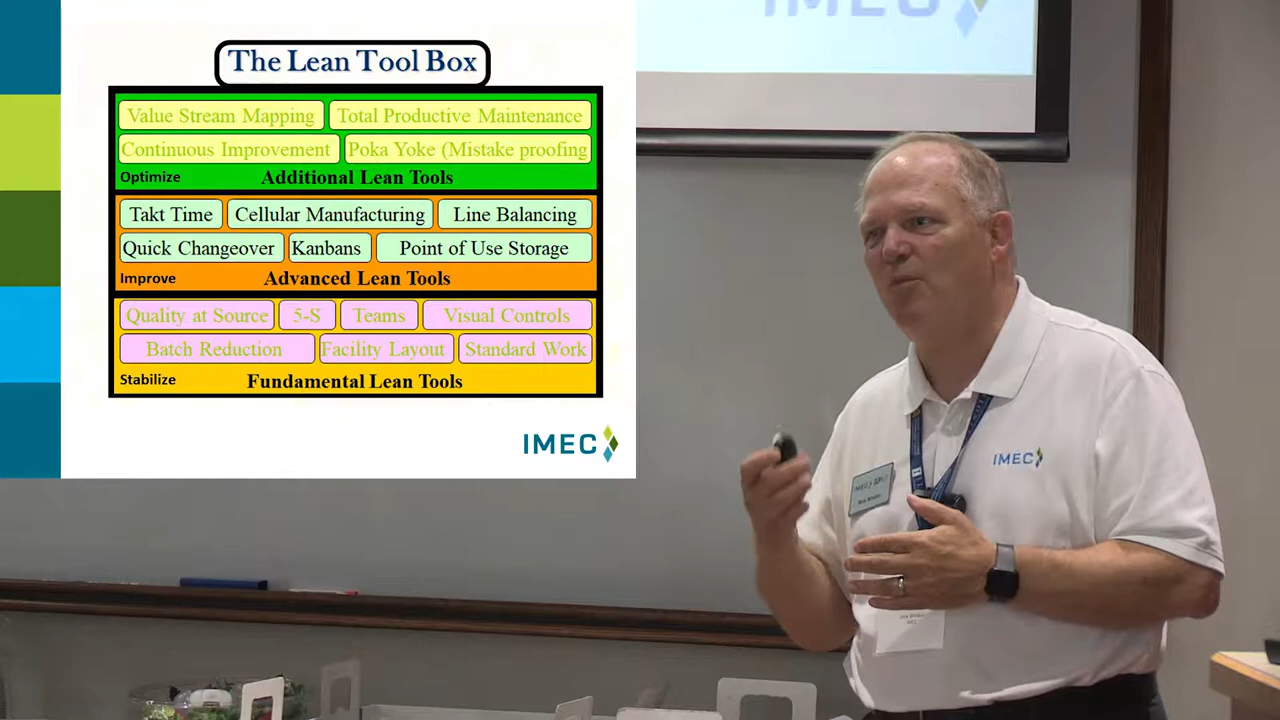 The Lean Tool Box
Value Stream Mapping Total Productive Maintenance
Continuous Improvement Poka Yoke (Mistake proofing
Optimize Additional Lean Tools
Takt Time Cellular Manufacturing Line Balancing
Quick Changeover Kanbans Point of Use Storage
Improve Advanced Lean Tools
Quality at Source 5-S Teams Visual Controls
Batch Reduction Facility Layout Standard Work
Stabilize Fundamental Lean Tools
IMEC
IMEC
IMEC